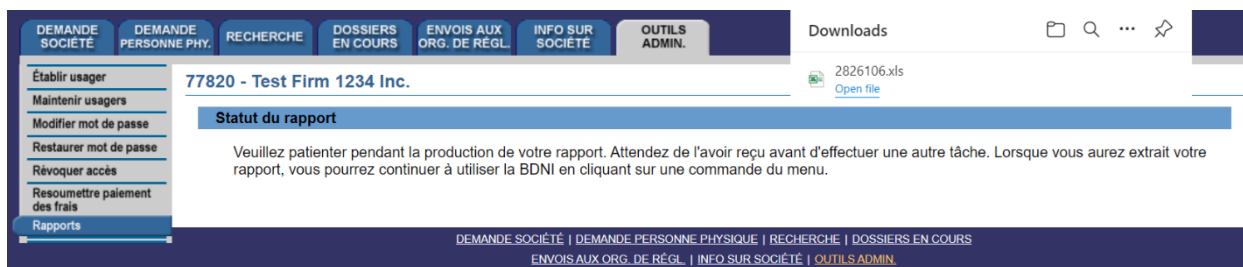 DEMANDE
SOCIÉTÉ
DEMANDE
PERSONNE PHY.
RECHERCHE
DOSSIERS
EN COURS
ENVOIS AUX
ORG. DE RÉGL.
INFO SUR
SOCIÉTÉ
OUTILS
ADMIN.
Downloads
2826106.xls
Open file
Établir usager
Maintenir usagers
Modifier mot de passe
Restaurer mot de passe
Révoquer accès
Resoumettre paiement
des frais
Rapports
77820 - Test Firm 1234 Inc.
Statut du rapport
Veuillez patienter pendant la production de votre rapport. Attendez de l'avoir reçu avant d'effectuer une autre tâche. Lorsque vous aurez extrait votre
rapport, vous pourrez continuer à utiliser la BDNI en cliquant sur une commande du menu.
DEMANDE SOCIÉTÉ | DEMANDE PERSONNE PHYSIQUE | RECHERCHE | DOSSIERS EN COURS
ENVOIS AUX ORG. DE RÉGL. | INFO SUR SOCIÉTÉ | OUTILS ADMIN.